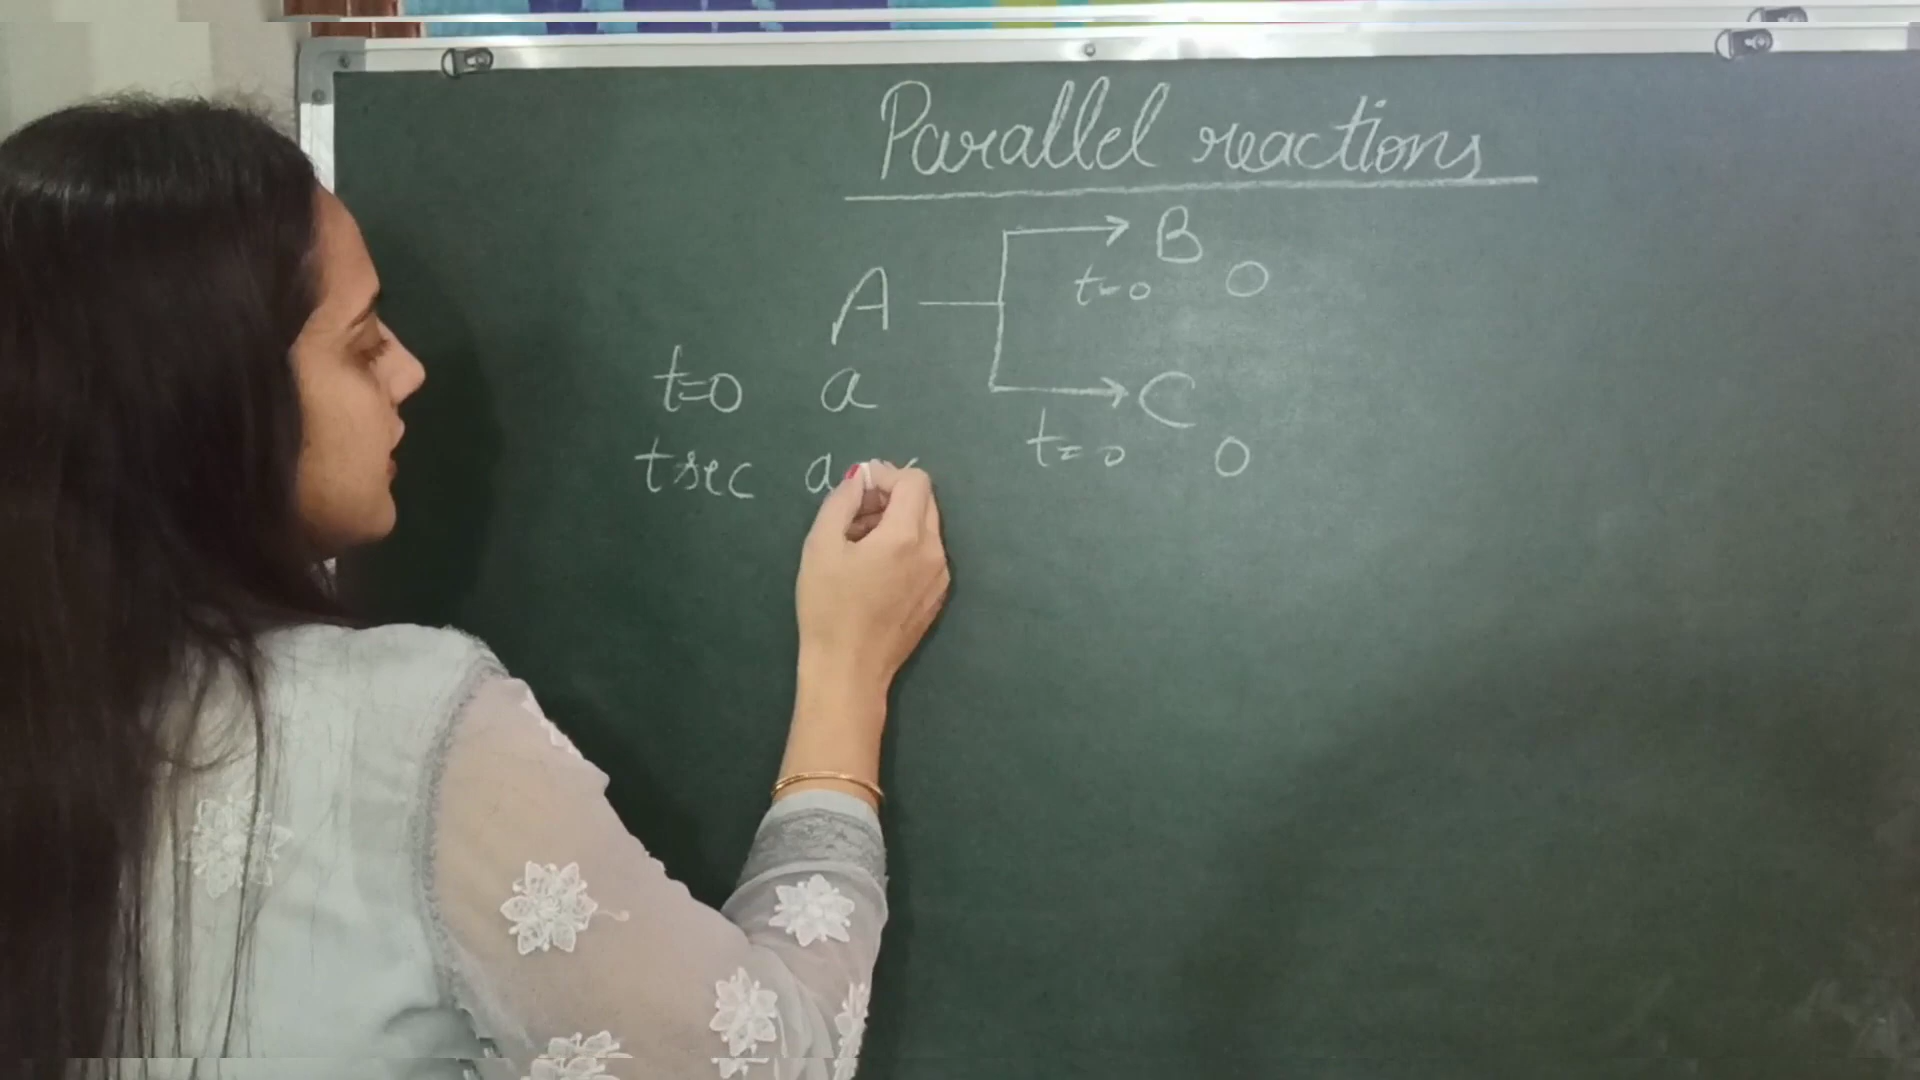 Parallel reactions
B
t=0 0
A
t=0 a
C
t=0 0
t sec a